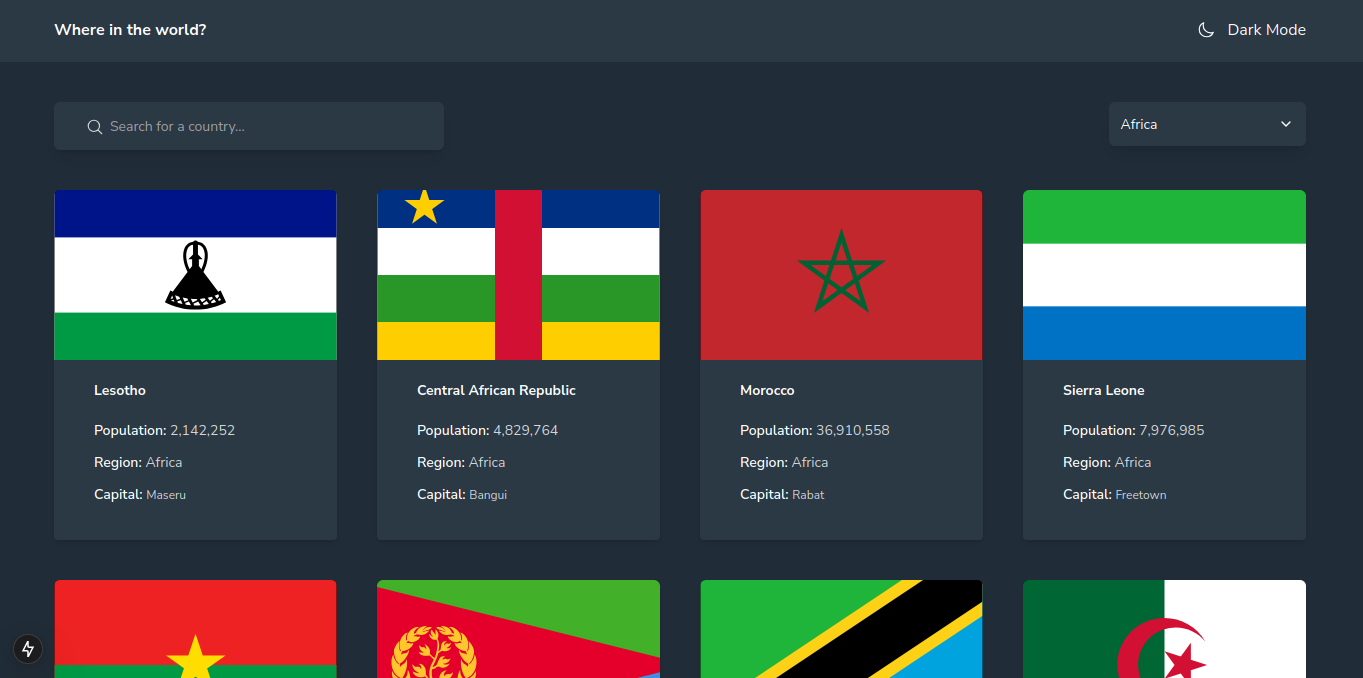 Where in the world?
Dark Mode
Search for a country...
Africa
Lesotho
Population: 2,142,252
Region: Africa
Capital: Maseru
Central African Republic
Population: 4,829,764
Region: Africa
Capital: Bangui
Morocco
Population: 36,910,558
Region: Africa
Capital: Rabat
Sierra Leone
Population: 7,976,985
Region: Africa
Capital: Freetown